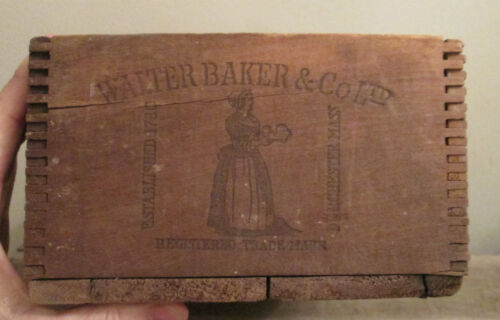 WALTER BAKER & CO LTD
ESTABLISHED 1780
DORCHESTER MASS
REGISTERED TRADE MARK